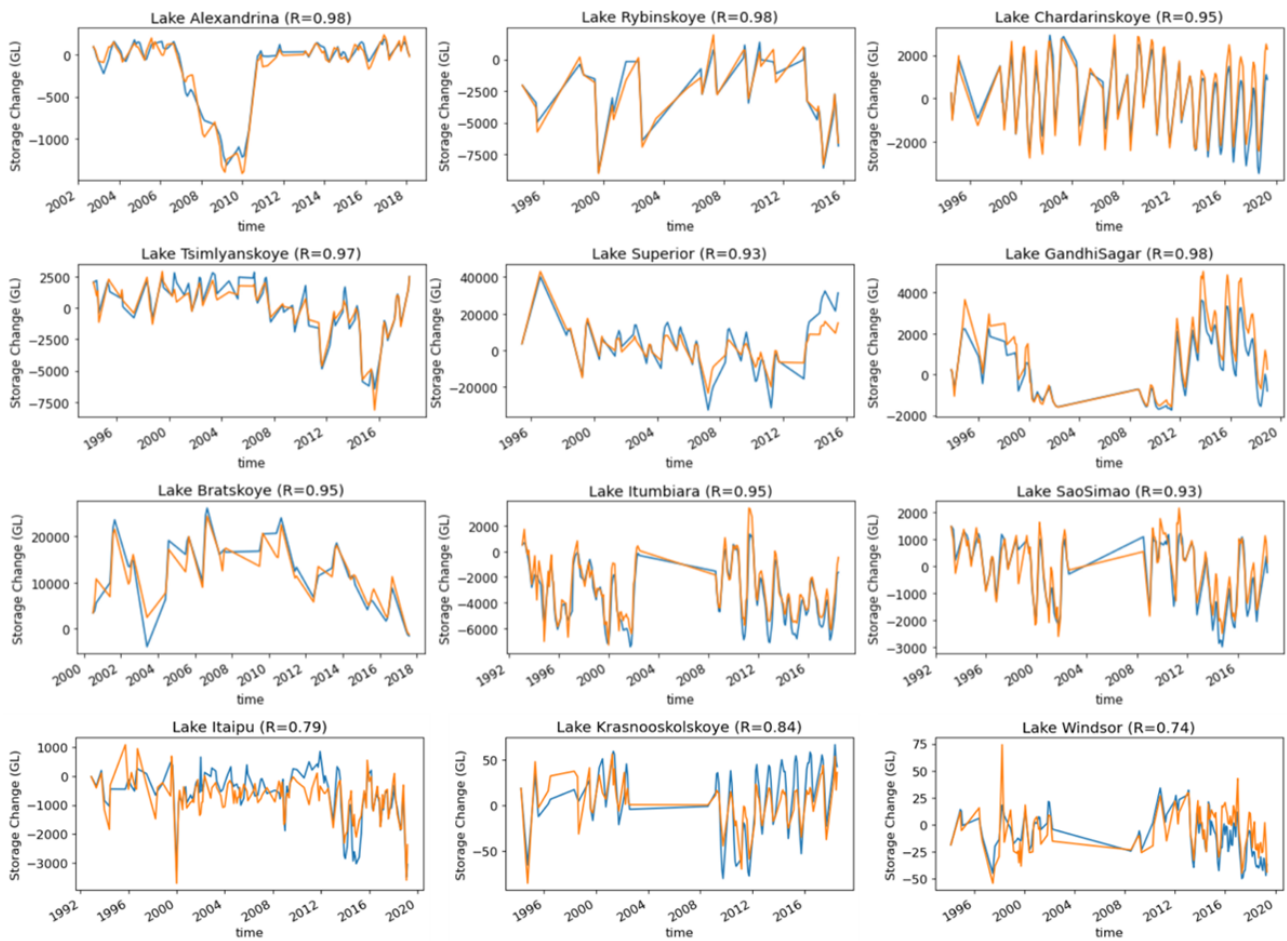 Lake Alexandrina (R=0.98)
Storage Change (GL)
0
−500
−1000
2002 2004 2006 2008 2010 2012 2014 2016 2018
time
Lake Rybinskoye (R=0.98)
Storage Change (GL)
0
−2500
−5000
−7500
1996 2000 2004 2008 2012 2016
time
Lake Chardarinskoye (R=0.95)
Storage Change (GL)
2000
0
−2000
1996 2000 2004 2008 2012 2016 2020
time
Lake Tsimlyanskoye (R=0.97)
Storage Change (GL)
2500
0
−2500
−5000
−7500
1996 2000 2004 2008 2012 2016
time
Lake Superior (R=0.93)
Storage Change (GL)
40000
20000
0
−20000
1996 2000 2004 2008 2012 2016
time
Lake GandhiSagar (R=0.98)
Storage Change (GL)
4000
2000
0
−2000
1996 2000 2004 2008 2012 2016 2020
time
Lake Bratskoye (R=0.95)
Storage Change (GL)
20000
10000
0
2000 2002 2004 2006 2008 2010 2012 2014 2016 2018
time
Lake Itumbiara (R=0.95)
Storage Change (GL)
2000
0
−2000
−4000
−6000
1992 1996 2000 2004 2008 2012 2016
time
Lake SaoSimao (R=0.93)
Storage Change (GL)
2000
1000
0
−1000
−2000
−3000
1992 1996 2000 2004 2008 2012 2016
time
Lake Itaipu (R=0.79)
Storage Change (GL)
1000
0
−1000
−2000
−3000
1992 1996 2000 2004 2008 2012 2016 2020
time
Lake Krasnooskolskoye (R=0.84)
Storage Change (GL)
50
0
−50
1996 2000 2004 2008 2012 2016
time
Lake Windsor (R=0.74)
Storage Change (GL)
75
50
25
0
−25
−50
1996 2000 2004 2008 2012 2016 2020
time